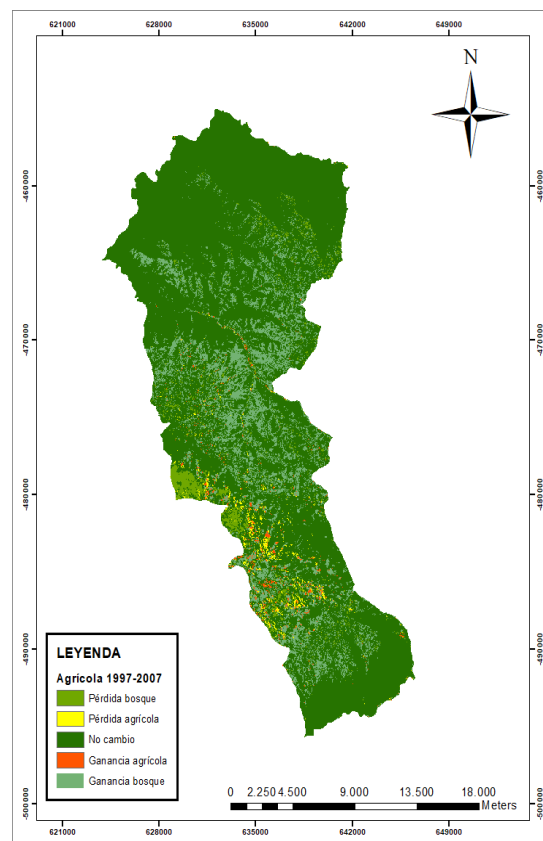 621000 628000 635000 642000 649000
N
-460000 -460000
-470000 -470000
-480000 -480000
-490000 -490000
-500000 -500000
LEYENDA
Agricola 1997-2007
Pérdida bosque
Pérdida agrícola
No cambio
Ganancia agrícola
Ganancia bosque
0 2.250 4.500 9.000 13.500 18.000
Meters
621000 628000 635000 642000 649000